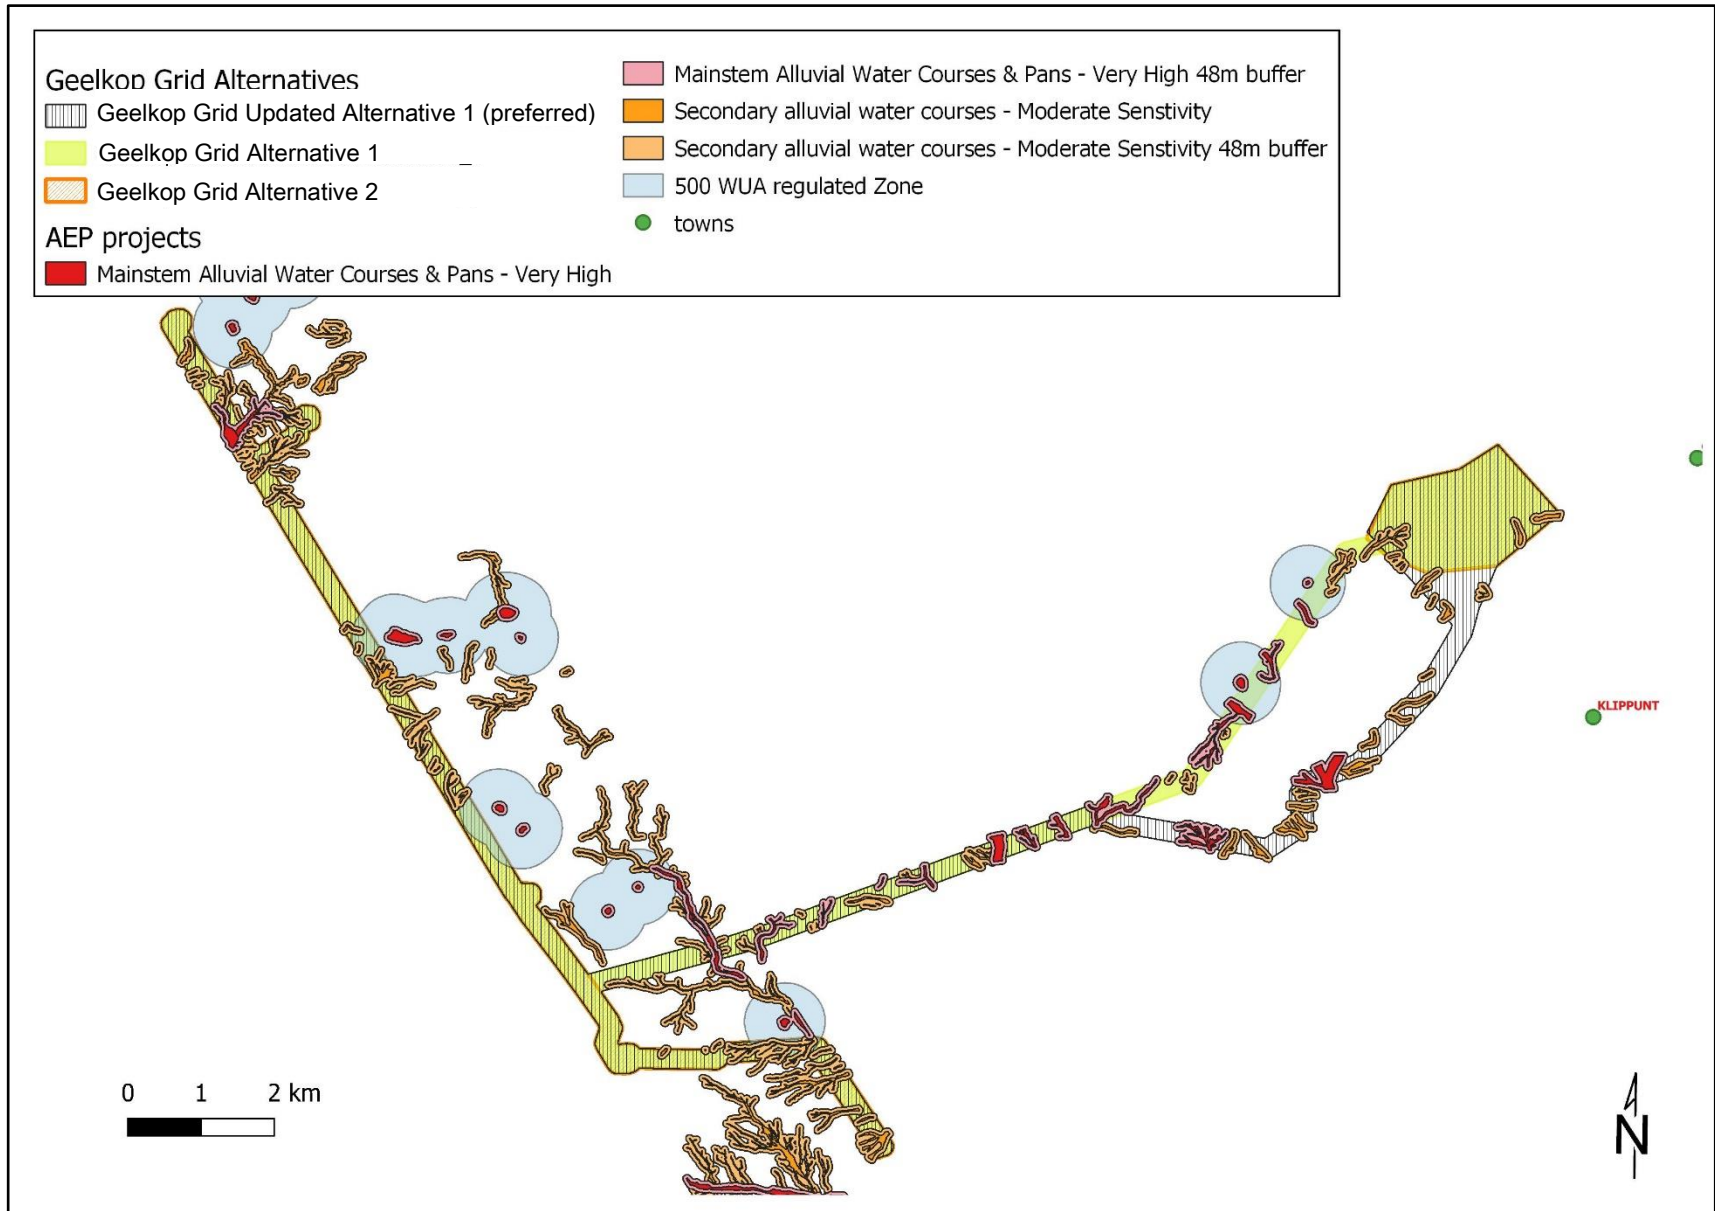 Geelkop Grid Alternatives
Geelkop Grid Updated Alternative 1 (preferred)
Geelkop Grid Alternative 1
Geelkop Grid Alternative 2
AEP projects
Mainstem Alluvial Water Courses & Pans - Very High
Mainstem Alluvial Water Courses & Pans - Very High 48m buffer
Secondary alluvial water courses - Moderate Senstivity
Secondary alluvial water courses - Moderate Senstivity 48m buffer
500 WUA regulated Zone
towns
KLIPPUNT
0 1 2 km
N